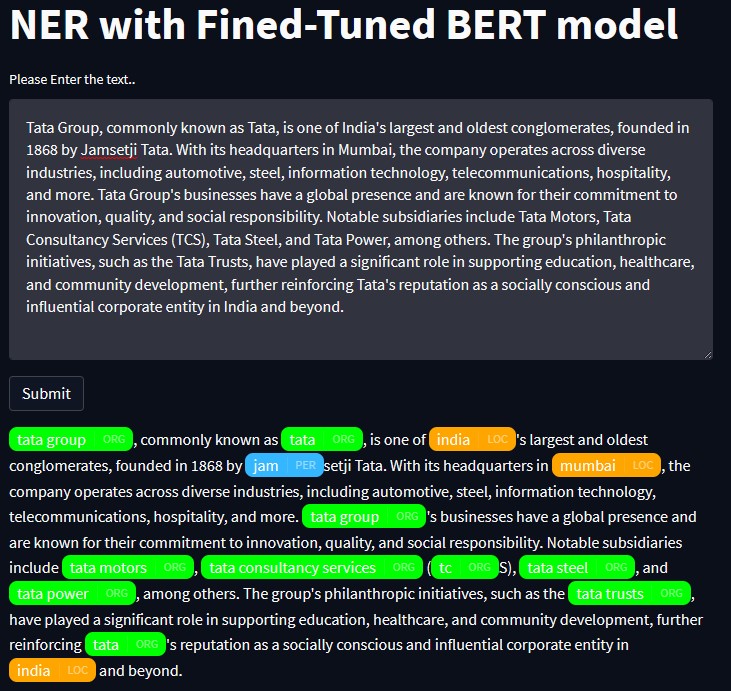 NER with Fined-Tuned BERT model
Please Enter the text..
Tata Group, commonly known as Tata, is one of India's largest and oldest conglomerates, founded in
1868 by Jamsetji Tata. With its headquarters in Mumbai, the company operates across diverse
industries, including automotive, steel, information technology, telecommunications, hospitality,
and more. Tata Group's businesses have a global presence and are known for their commitment to
innovation, quality, and social responsibility. Notable subsidiaries include Tata Motors, Tata
Consultancy Services (TCS), Tata Steel, and Tata Power, among others. The group's philanthropic
initiatives, such as the Tata Trusts, have played a significant role in supporting education, healthcare,
and community development, further reinforcing Tata's reputation as a socially conscious and
influential corporate entity in India and beyond.
Submit
tata group ORG, commonly known as tata ORG, is one of india LOC's largest and oldest
conglomerates, founded in 1868 by jam PERsetji Tata. With its headquarters in mumbai LOC, the
company operates across diverse industries, including automotive, steel, information technology,
telecommunications, hospitality, and more. tata group ORG's businesses have a global presence and
are known for their commitment to innovation, quality, and social responsibility. Notable subsidiaries
include tata motors ORG, tata consultancy services ORG (tc ORGS), tata steel ORG, and
tata power ORG, among others. The group's philanthropic initiatives, such as the tata trusts ORG,
have played a significant role in supporting education, healthcare, and community development, further
reinforcing tata ORG's reputation as a socially conscious and influential corporate entity in
india LOC and beyond.